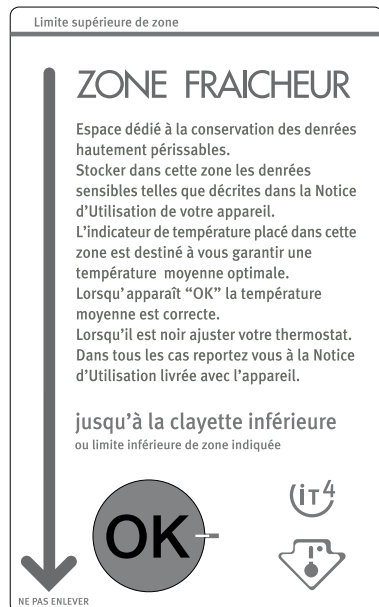 Limite supérieure de zone
ZONE FRAICHEUR
Espace dédié à la conservation des denrées
hautement périssables.
Stocker dans cette zone les denrées
sensibles telles que décrites dans la Notice
d'Utilisation de votre appareil.
L'indicateur de température placé dans cette
zone est destiné à vous garantir une
température moyenne optimale.
Lorsqu'apparaît “OK” la température
moyenne est correcte.
Lorsqu'il est noir ajuster votre thermostat.
Dans tous les cas reportez vous à la Notice
d'Utilisation livrée avec l'appareil.
jusqu'à la clayette inférieure
ou limite inférieure de zone indiquée
OK
iT4
NE PAS ENLEVER